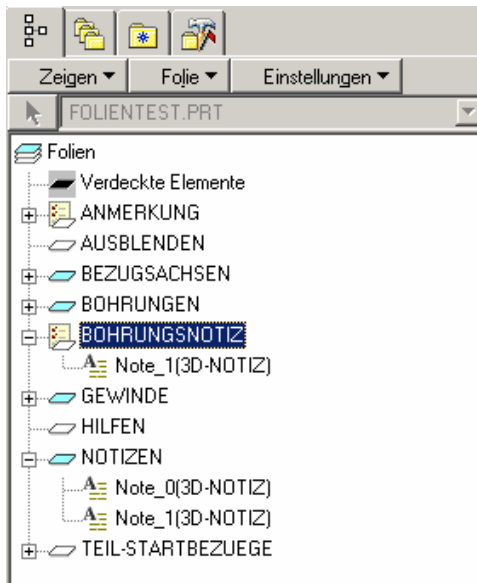 Zeigen Folie Einstellungen
FOLIENTEST.PRT
Folien
Verdeckte Elemente
ANMERKUNG
AUSBLENDEN
BEZUGSACHSEN
BOHRUNGEN
BOHRUNGSNOTIZ
Note_1(3D-NOTIZ)
GEWINDE
HILFEN
NOTIZEN
Note_0(3D-NOTIZ)
Note_1(3D-NOTIZ)
TEIL-STARTBEZUEGE